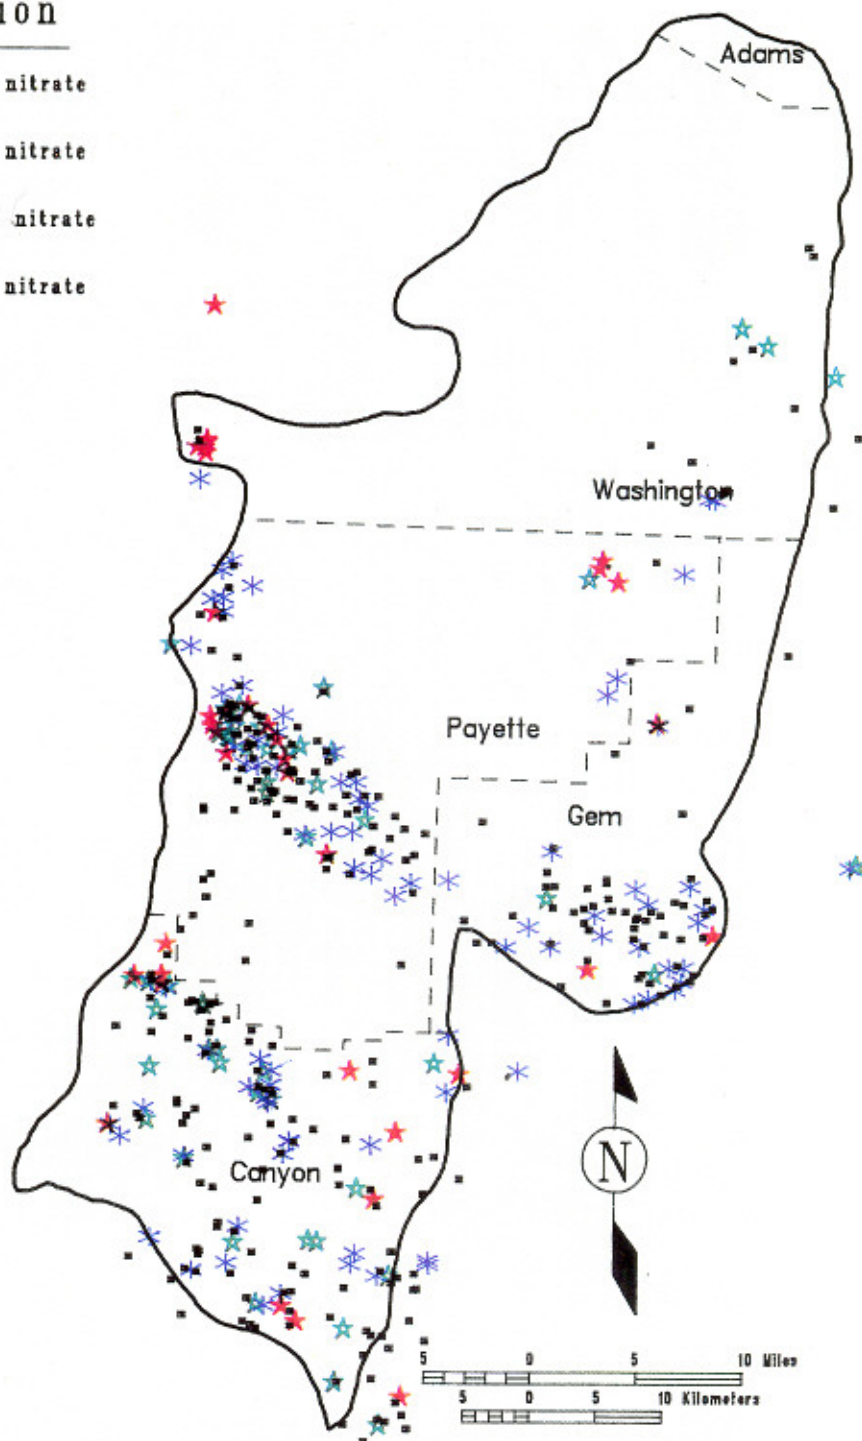 ion
nitrate
nitrate
nitrate
nitrate
Adams
Washington
Payette
Gem
N
Canyon
5 0 5 10 Miles
5 0 5 10 Kilometers